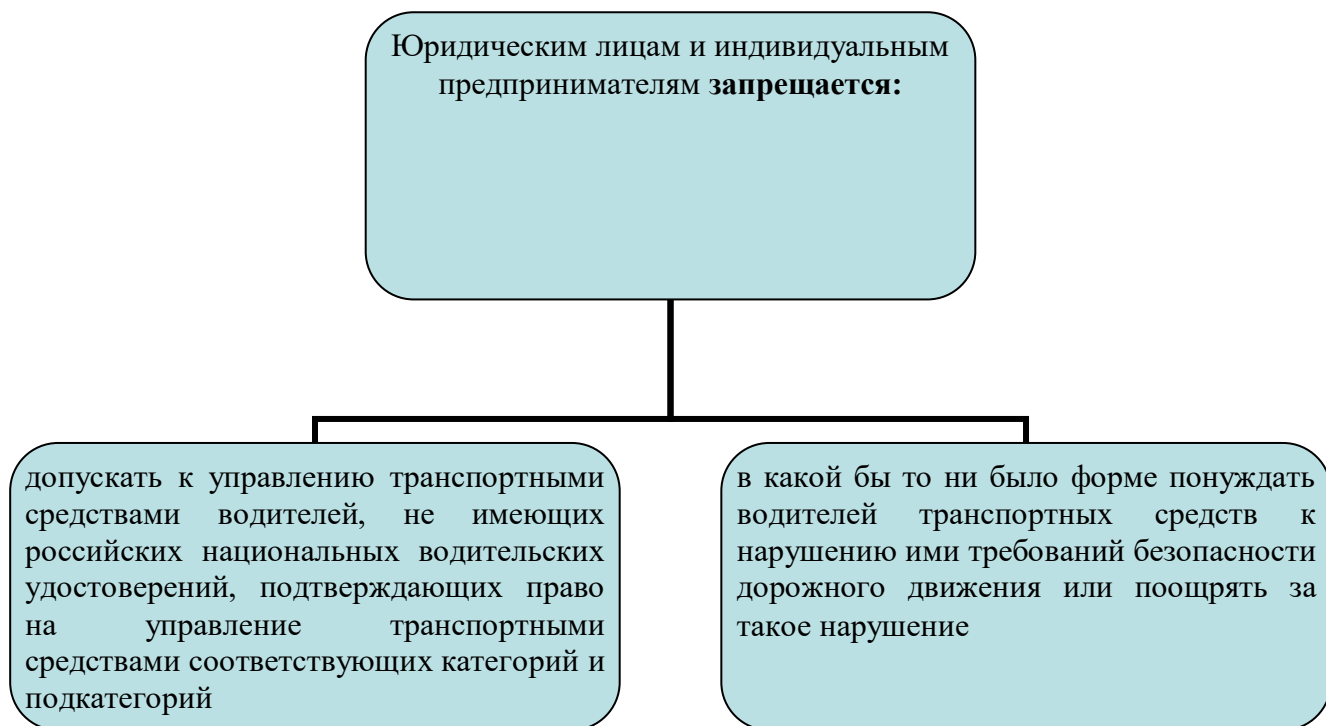 Юридическим лицам и индивидуальным
предпринимателям запрещается:
допускать к управлению транспортными
средствами водителей, не имеющих
российских национальных водительских
удостоверений, подтверждающих право
на управление транспортными
средствами соответствующих категорий и
подкатегорий
в какой бы то ни было форме понуждать
водителей транспортных средств к
нарушению ими требований безопасности
дорожного движения или поощрять за
такое нарушение